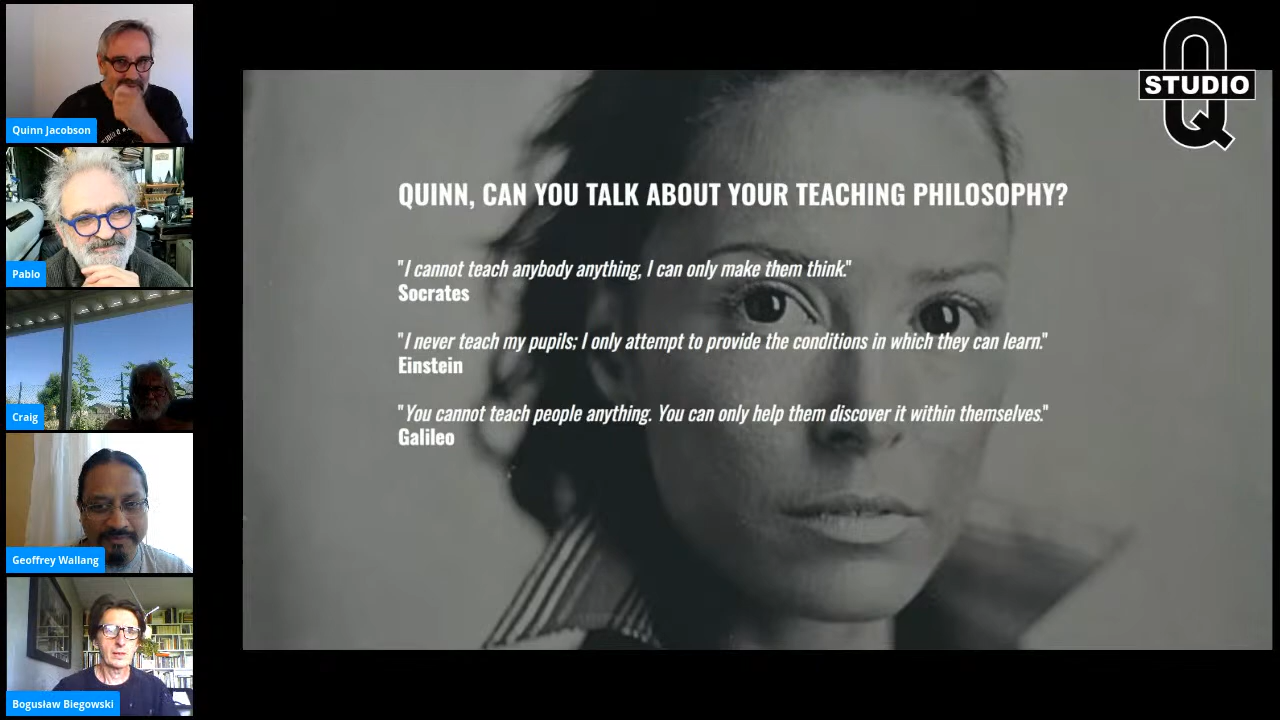 Quinn Jacobson
Pablo
Craig
Geoffrey Wallang
Bogusław Biegowski
Q
STUDIO
QUINN, CAN YOU TALK ABOUT YOUR TEACHING PHILOSOPHY?
"I cannot teach anybody anything, I can only make them think."
Socrates
"I never teach my pupils; I only attempt to provide the conditions in which they can learn."
Einstein
"You cannot teach people anything. You can only help them discover it within themselves."
Galileo